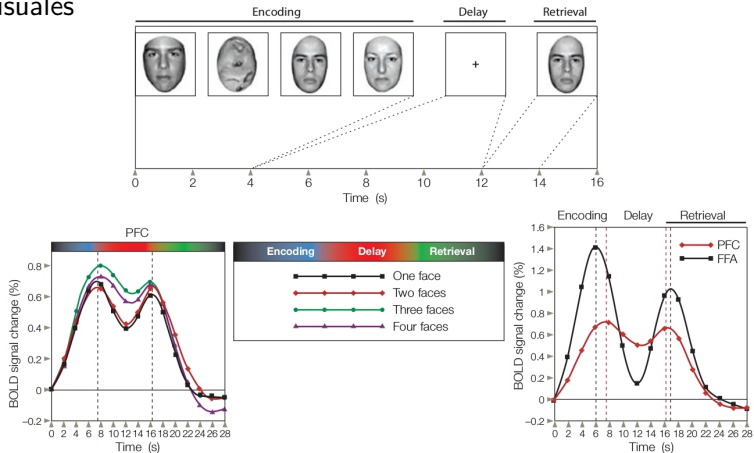 isuales
Encoding Delay Retrieval
+
0 2 4 6 8 10 12 14 16
Time (s)
PFC
BOLD signal change (%)
0.8
0.6
0.4
0.2
0
−0.2
0 2 4 6 8 10 12 14 16 18 20 22 24 26 28
Time (s)
Encoding Delay Retrieval
One face
Two faces
Three faces
Four faces
Encoding Delay Retrieval
PFC
FFA
BOLD signal change (%)
1.6
1.4
1.2
1
0.8
0.6
0.4
0.2
0
−0.2
0 2 4 6 8 10 12 14 16 18 20 22 24 26 28
Time (s)